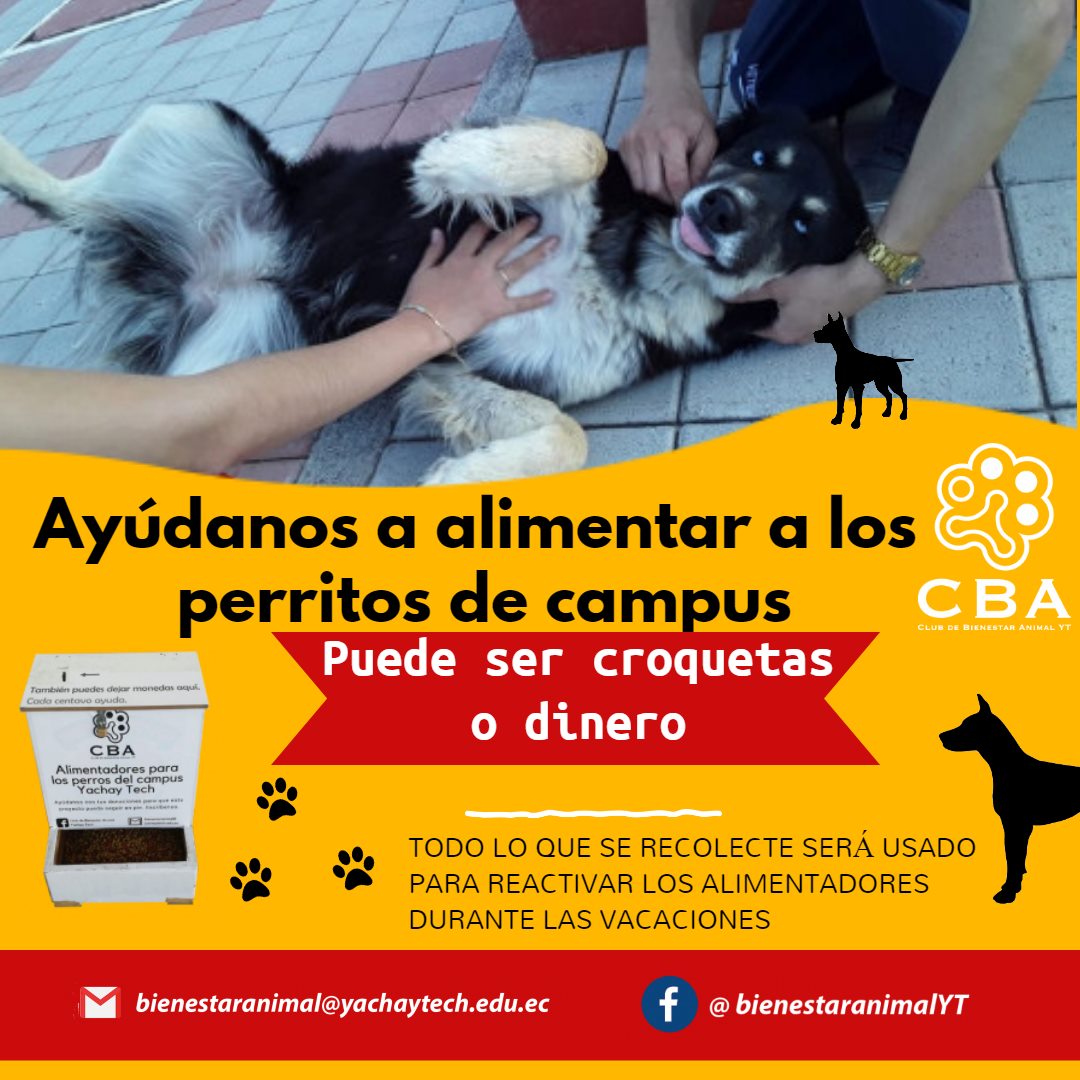 Ayúdanos a alimentar a los
perritos de campus
CBA
CLUB DE BIENESTAR ANIMAL YT
Puede ser croquetas
o dinero
También puedes dejar monedas aquí.
Cada centavo ayuda.
CBA
Alimentadores para
los perros del campus
Yachay Tech
TODO LO QUE SE RECOLECTE SERÁ USADO
PARA REACTIVAR LOS ALIMENTADORES
DURANTE LAS VACACIONES
bienestaranimal@yachaytech.edu.ec
@ bienestaranimalYT